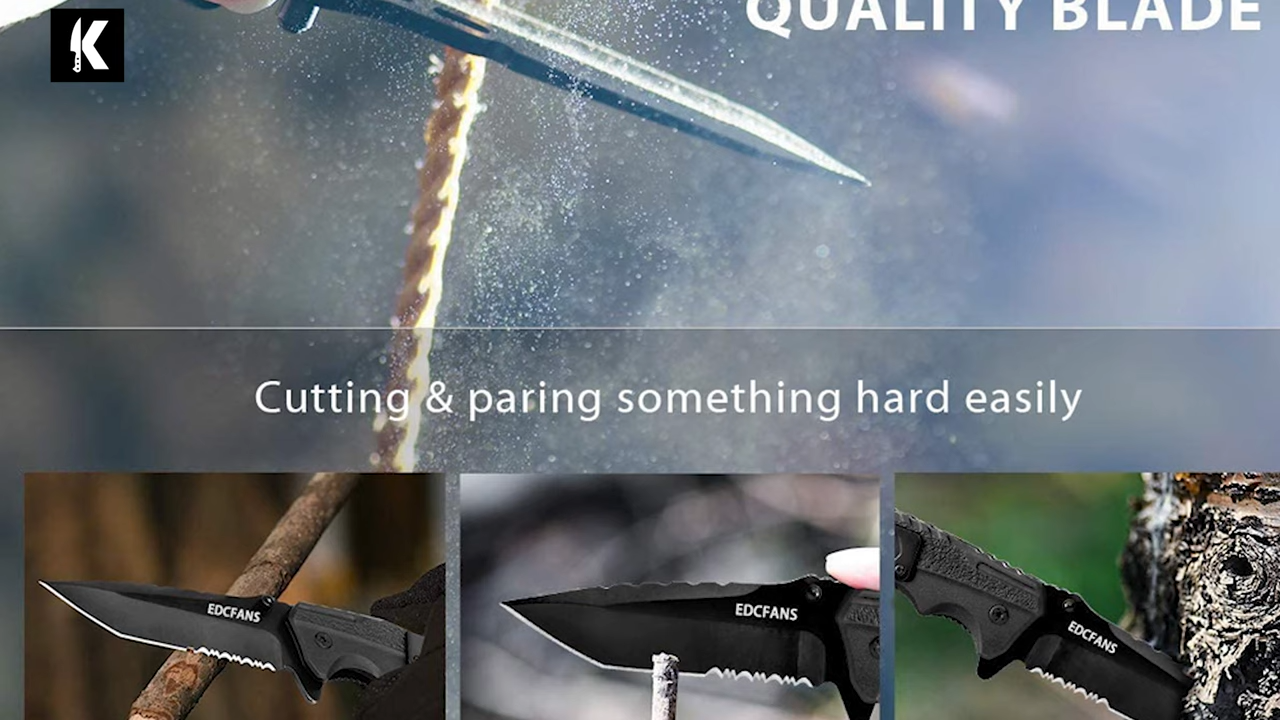 QUALITY BLADE
K
Cutting & paring something hard easily
EDCFANS
EDCFANS
EDCFANS